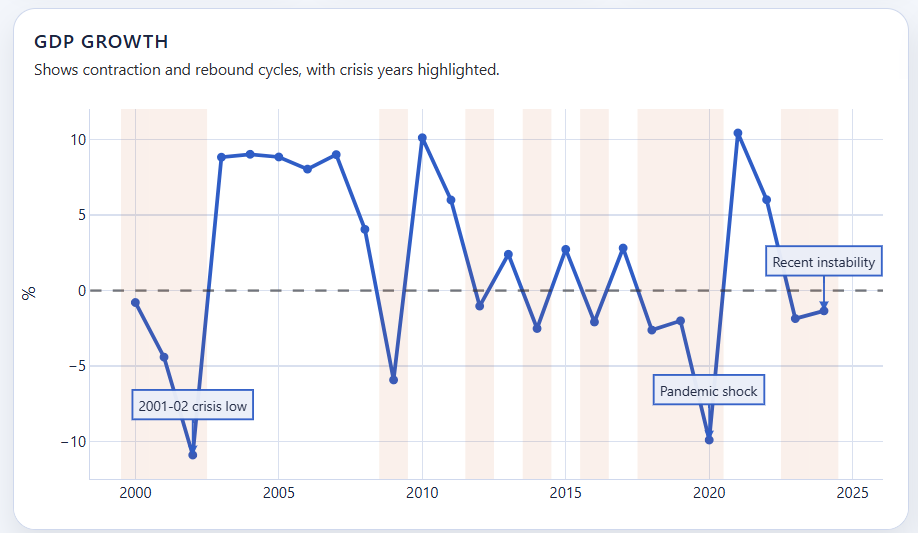 GDP GROWTH
Shows contraction and rebound cycles, with crisis years highlighted.
10
5
0
−5
−10
%
Recent instability
Pandemic shock
2001-02 crisis low
2000
2005
2010
2015
2020
2025